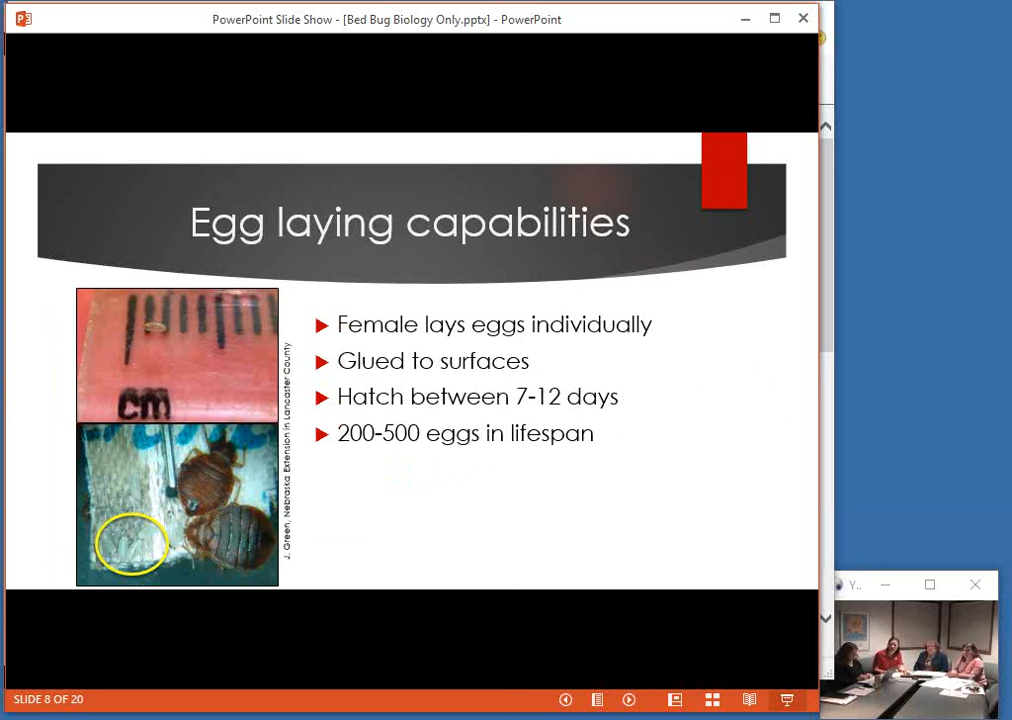 PowerPoint Slide Show - [Bed Bug Biology Only.pptx] - PowerPoint
Egg laying capabilities
Female lays eggs individually
Glued to surfaces
Hatch between 7-12 days
200-500 eggs in lifespan
cm
J. Green, Nebraska Extension in Lancaster County
Y..
SLIDE 8 OF 20